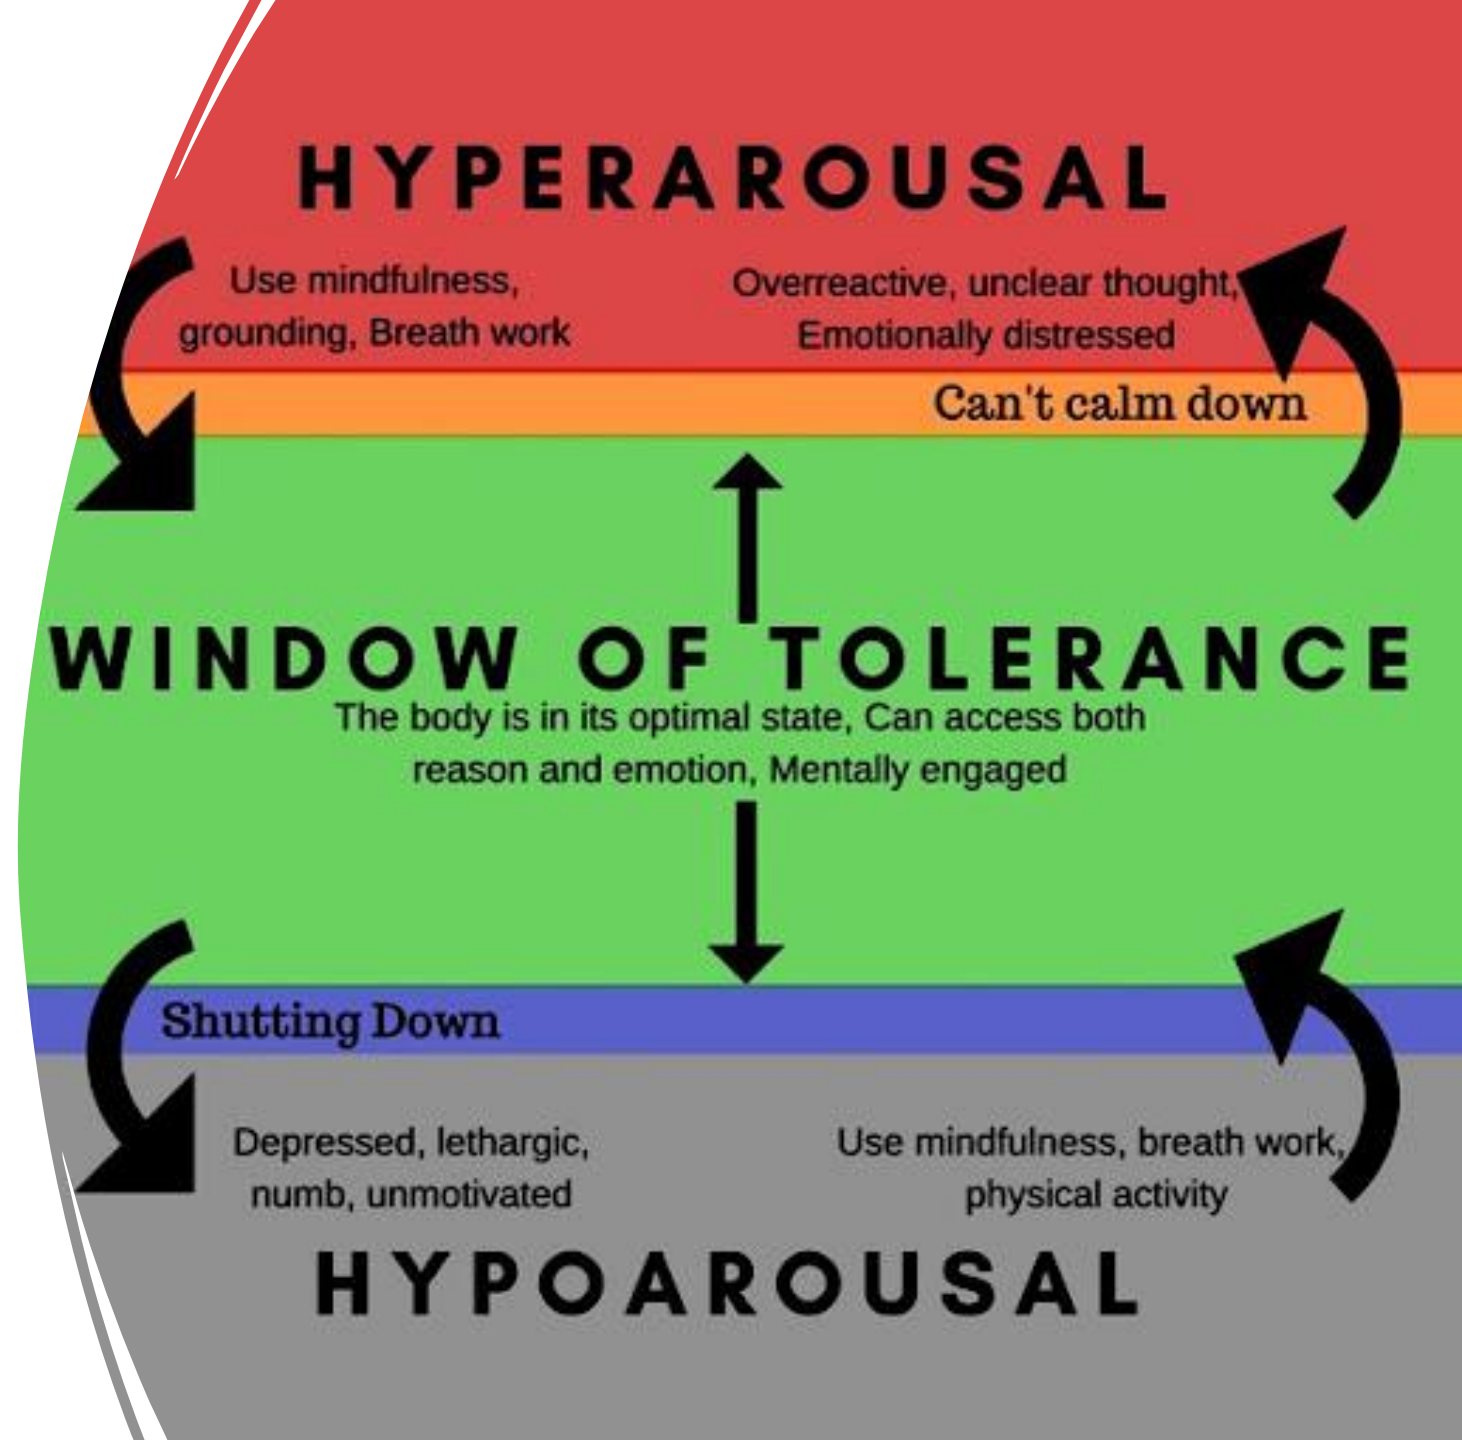 HYPERAROUSAL
Use mindfulness,
grounding, Breath work
Overreactive, unclear thought,
Emotionally distressed
Can't calm down
WINDOW OF TOLERANCE
The body is in its optimal state, Can access both
reason and emotion, Mentally engaged
Shutting Down
Depressed, lethargic,
numb, unmotivated
Use mindfulness, breath work,
physical activity
HYPOAROUSAL